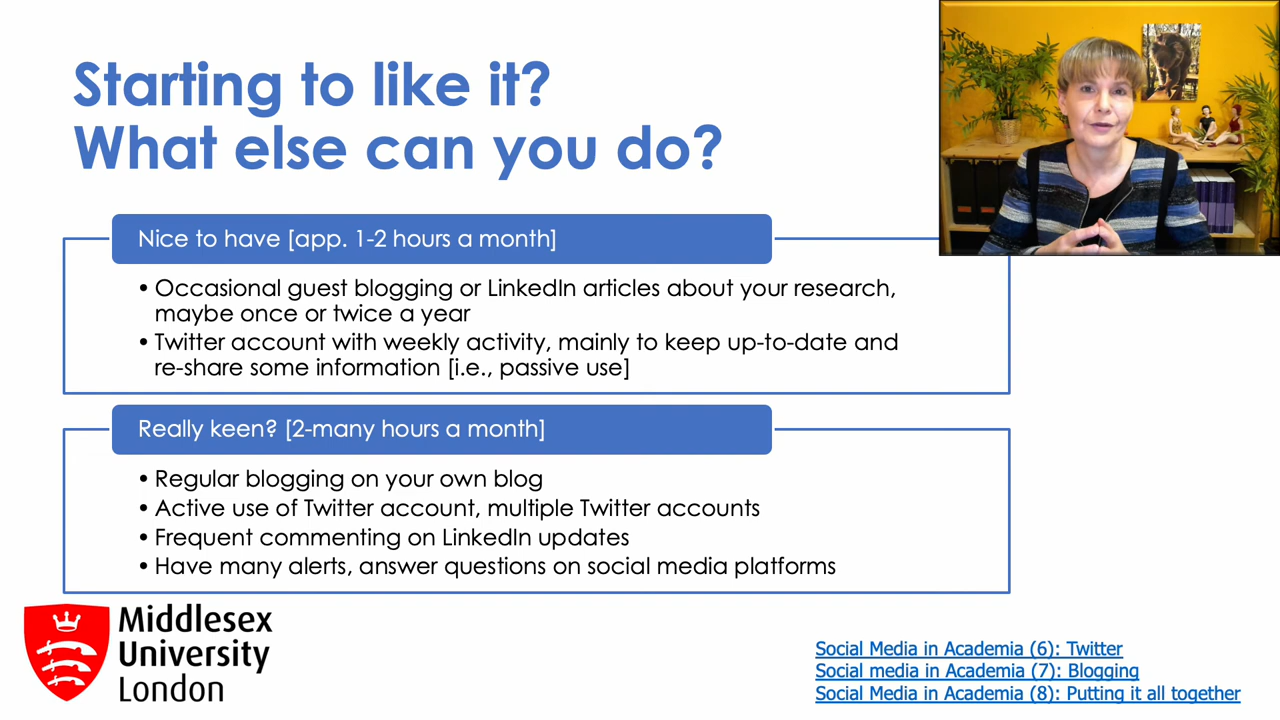 Starting to like it?
What else can you do?
Nice to have [app. 1-2 hours a month]
• Occasional guest blogging or LinkedIn articles about your research,
maybe once or twice a year
• Twitter account with weekly activity, mainly to keep up-to-date and
re-share some information [i.e., passive use]
Really keen? [2-many hours a month]
• Regular blogging on your own blog
• Active use of Twitter account, multiple Twitter accounts
• Frequent commenting on LinkedIn updates
• Have many alerts, answer questions on social media platforms
Middlesex
University
London
Social Media in Academia (6): Twitter
Social media in Academia (7): Blogging
Social Media in Academia (8): Putting it all together